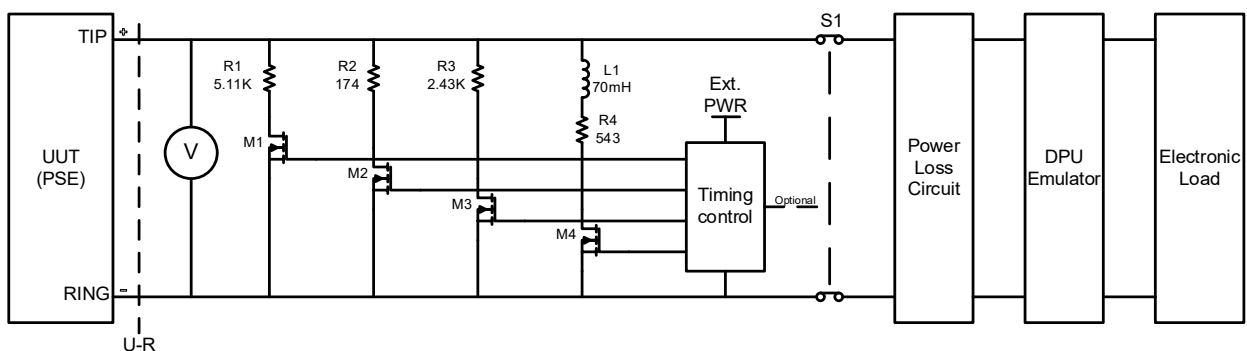 TIP
+
S1
R1
5.11K
R2
174
R3
2.43K
L1
70mH
Ext.
PWR
R4
543
M1
V
UUT
(PSE)
M2
Power
Loss
Circuit
DPU
Emulator
Electronic
Load
Timing
control
Optional
M3
M4
RING
-
U-R